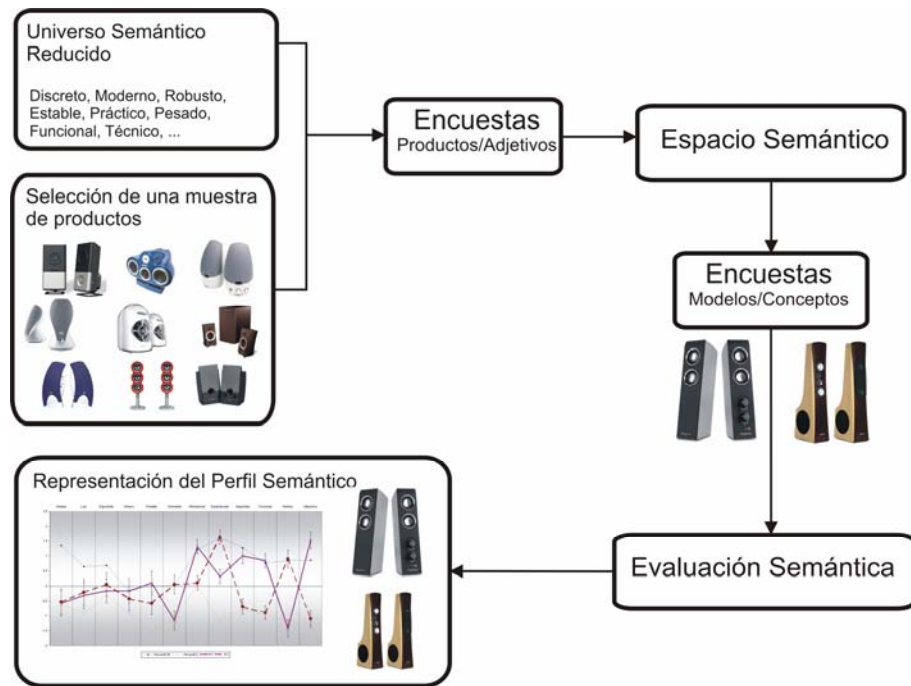 Universo Semántico
Reducido
Discreto, Moderno, Robusto,
Estable, Práctico, Pesado,
Funcional, Técnico, ...
Encuestas
Productos/Adjetivos
Espacio Semántico
Selección de una muestra
de productos
Encuestas
Modelos/Conceptos
Representación del Perfil Semántico
Evaluación Semántica